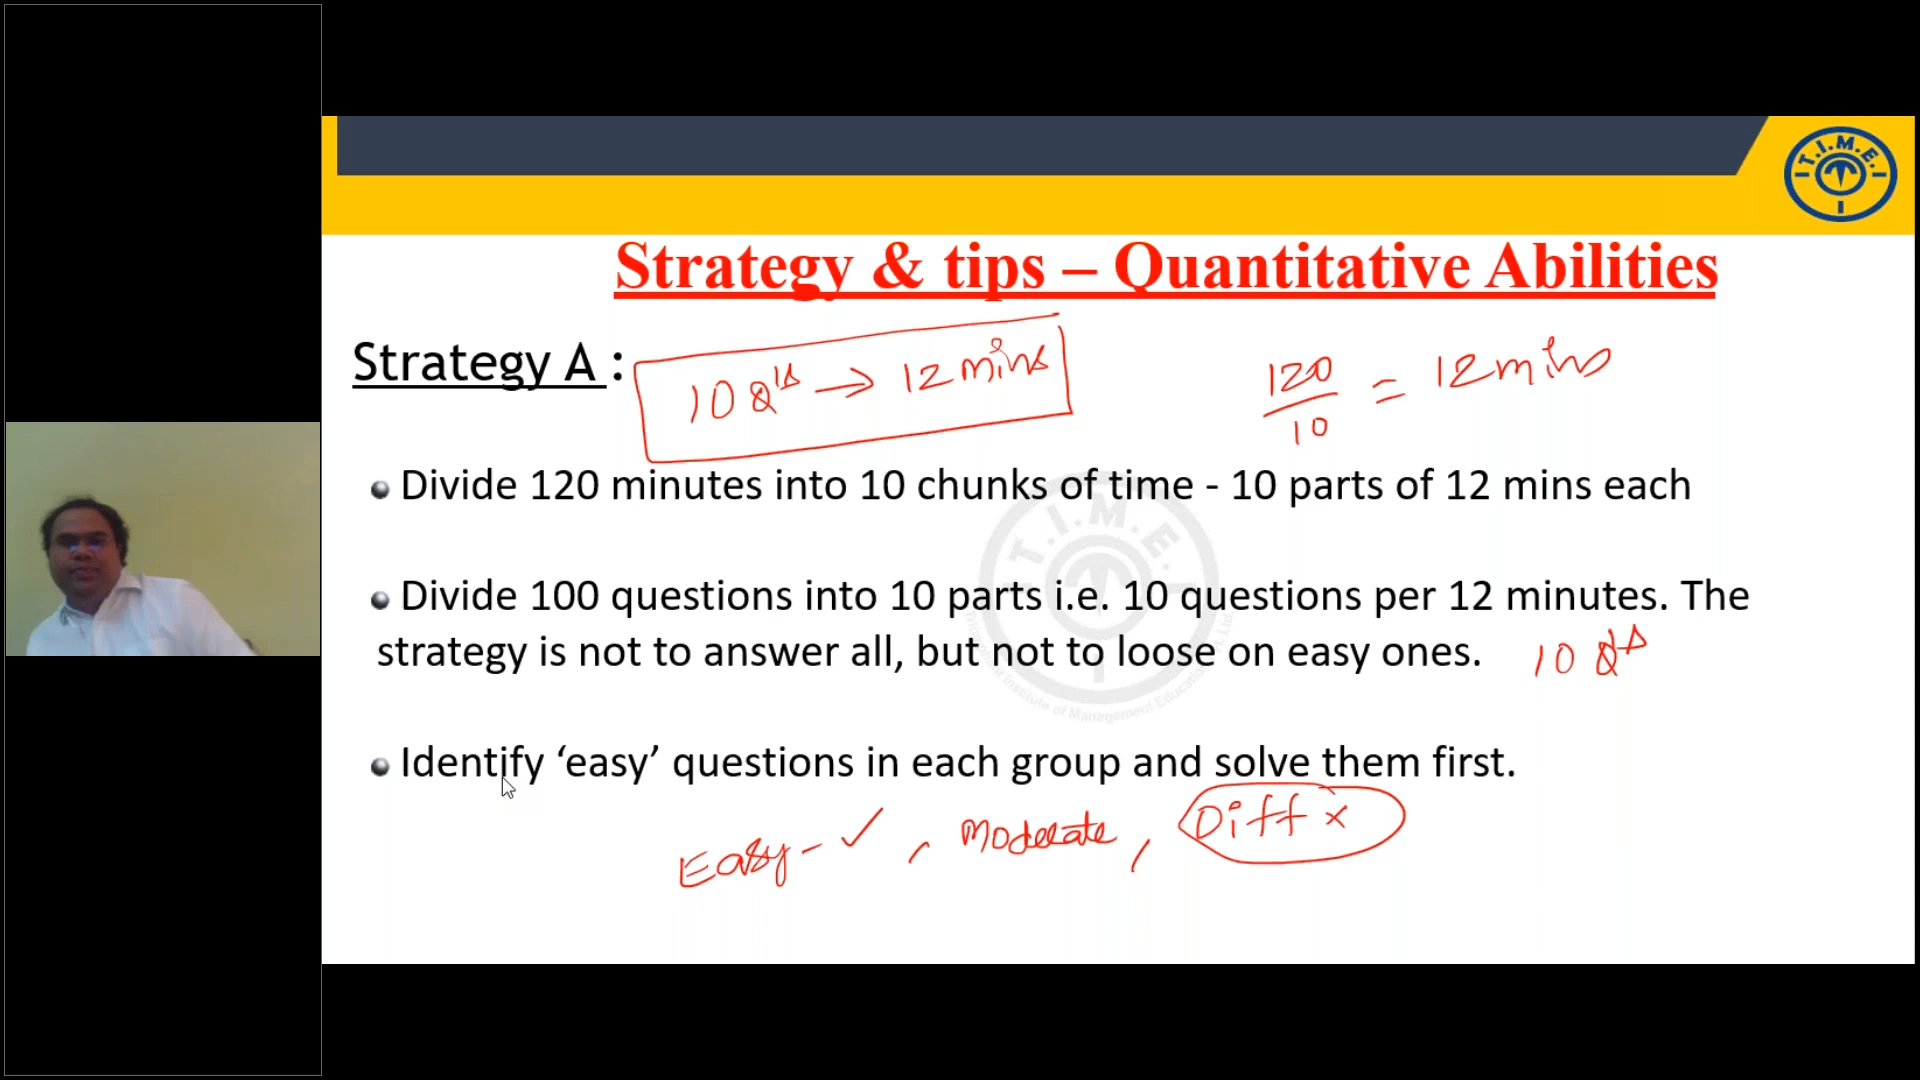 T.I.M.E.
Strategy & tips – Quantitative Abilities
Strategy A :
10 Qns → 12 mins
120
10
= 12 mins
Divide 120 minutes into 10 chunks of time - 10 parts of 12 mins each
Divide 100 questions into 10 parts i.e. 10 questions per 12 minutes. The
strategy is not to answer all, but not to loose on easy ones.
10 Qs
Identify ‘easy’ questions in each group and solve them first.
Easy - ✓ , Moderate , Diff ×